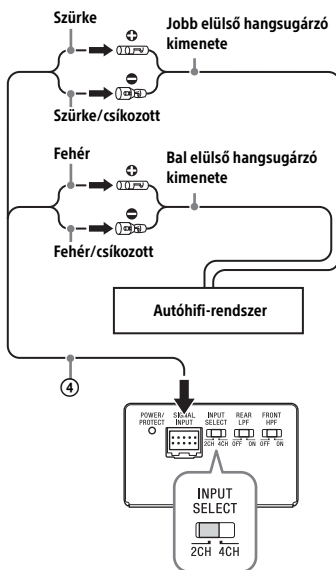 Szürke
Jobb elülső hangsugárzó
kimenete
Szürke/csíkozott
Fehér
Bal elülső hangsugárzó
kimenete
Fehér/csíkozott
Autóhifi-rendszer
④
POWER/
PROTECT
SIGNAL
INPUT
INPUT
SELECT
REAR
LPF
FRONT
HPF
2CH 4CH
OFF ON
OFF ON
INPUT
SELECT
2CH 4CH